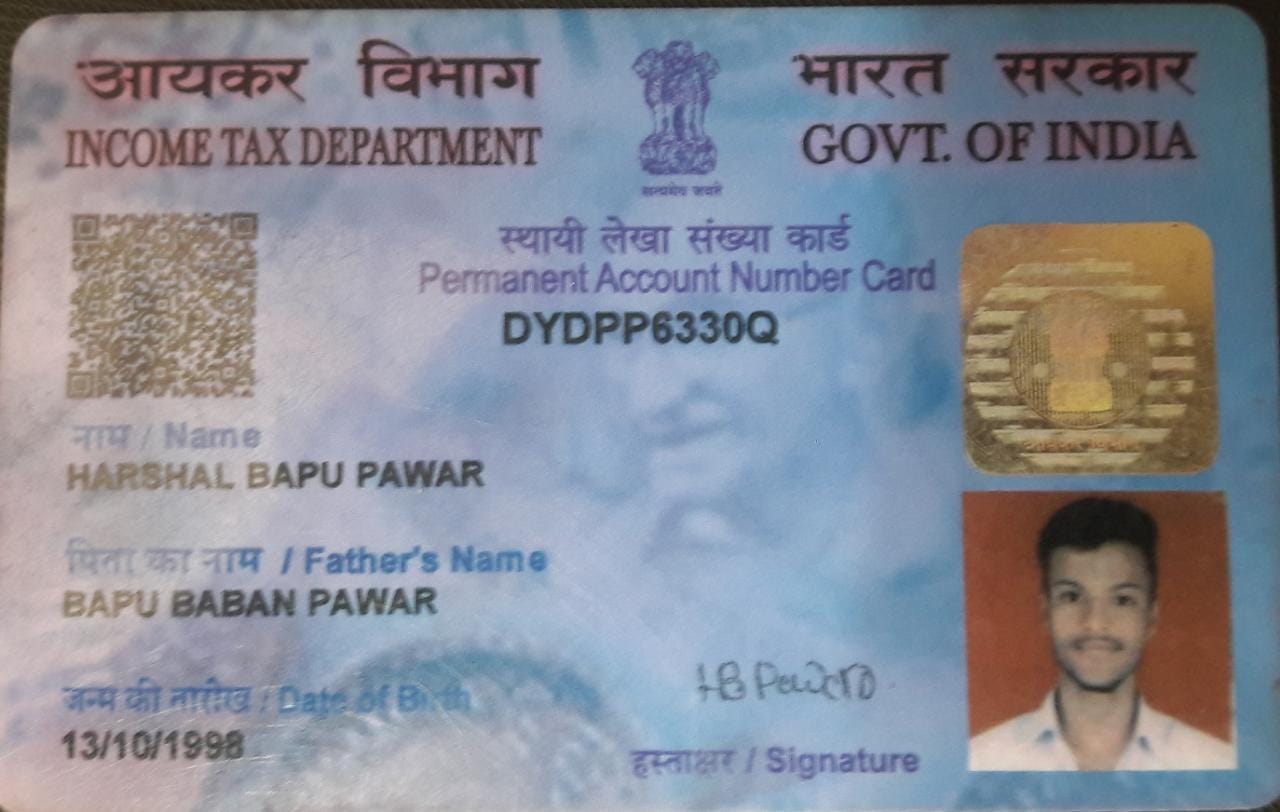 आयकर विभाग
INCOME TAX DEPARTMENT
भारत सरकार
GOVT. OF INDIA
सत्यमेव जयते
स्थायी लेखा संख्या कार्ड
Permanent Account Number Card
DYDPP6330Q
नाम / Name
HARSHAL BAPU PAWAR
पिता का नाम / Father's Name
BAPU BABAN PAWAR
जन्म की तारीख / Date of Birth
13/10/1998
HB Pawar
हस्ताक्षर / Signature